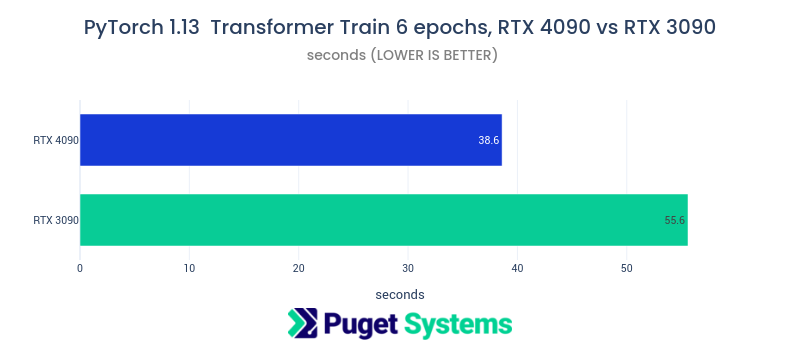 PyTorch 1.13 Transformer Train 6 epochs, RTX 4090 vs RTX 3090
seconds (LOWER IS BETTER)
RTX 4090
38.6
RTX 3090
55.6
0 10 20 30 40 50
seconds
Puget Systems